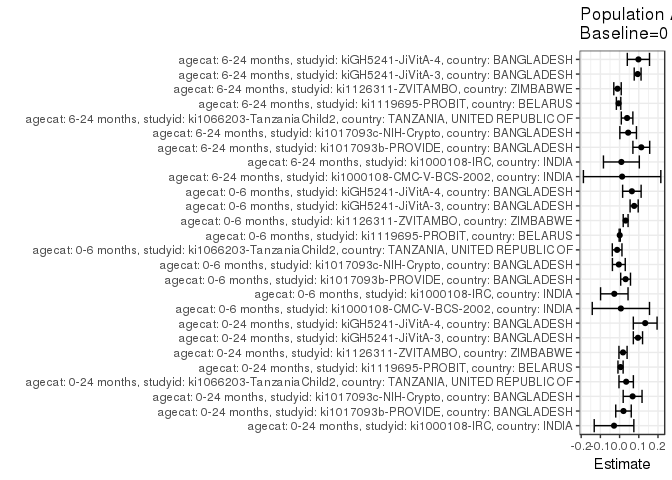 Population
Baseline=0
agecat: 6-24 months, studyid: kiGH5241-JiVitA-4, country: BANGLADESH
agecat: 6-24 months, studyid: kiGH5241-JiVitA-3, country: BANGLADESH
agecat: 6-24 months, studyid: ki1126311-ZVITAMBO, country: ZIMBABWE
agecat: 6-24 months, studyid: ki1119695-PROBIT, country: BELARUS
agecat: 6-24 months, studyid: ki1066203-TanzaniaChild2, country: TANZANIA, UNITED REPUBLIC OF
agecat: 6-24 months, studyid: ki1017093c-NIH-Crypto, country: BANGLADESH
agecat: 6-24 months, studyid: ki1017093b-PROVIDE, country: BANGLADESH
agecat: 6-24 months, studyid: ki1000108-IRC, country: INDIA
agecat: 6-24 months, studyid: ki1000108-CMC-V-BCS-2002, country: INDIA
agecat: 0-6 months, studyid: kiGH5241-JiVitA-4, country: BANGLADESH
agecat: 0-6 months, studyid: kiGH5241-JiVitA-3, country: BANGLADESH
agecat: 0-6 months, studyid: ki1126311-ZVITAMBO, country: ZIMBABWE
agecat: 0-6 months, studyid: ki1119695-PROBIT, country: BELARUS
agecat: 0-6 months, studyid: ki1066203-TanzaniaChild2, country: TANZANIA, UNITED REPUBLIC OF
agecat: 0-6 months, studyid: ki1017093c-NIH-Crypto, country: BANGLADESH
agecat: 0-6 months, studyid: ki1017093b-PROVIDE, country: BANGLADESH
agecat: 0-6 months, studyid: ki1000108-IRC, country: INDIA
agecat: 0-6 months, studyid: ki1000108-CMC-V-BCS-2002, country: INDIA
agecat: 0-24 months, studyid: kiGH5241-JiVitA-4, country: BANGLADESH
agecat: 0-24 months, studyid: kiGH5241-JiVitA-3, country: BANGLADESH
agecat: 0-24 months, studyid: ki1126311-ZVITAMBO, country: ZIMBABWE
agecat: 0-24 months, studyid: ki1119695-PROBIT, country: BELARUS
agecat: 0-24 months, studyid: ki1066203-TanzaniaChild2, country: TANZANIA, UNITED REPUBLIC OF
agecat: 0-24 months, studyid: ki1017093c-NIH-Crypto, country: BANGLADESH
agecat: 0-24 months, studyid: ki1017093b-PROVIDE, country: BANGLADESH
agecat: 0-24 months, studyid: ki1000108-IRC, country: INDIA
-0.2 -0.1 0.0 0.1 0.2
Estimate